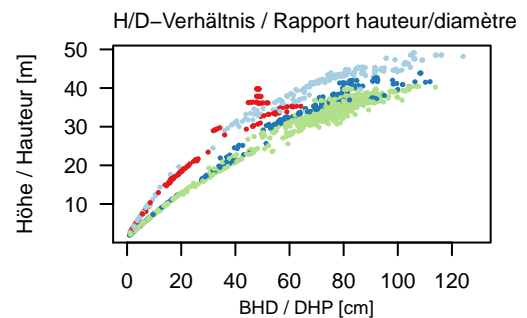 H/D−Verhältnis / Rapport hauteur/diamètre
50
40
30
20
10
Höhe / Hauteur [m]
0 20 40 60 80 100 120
BHD / DHP [cm]